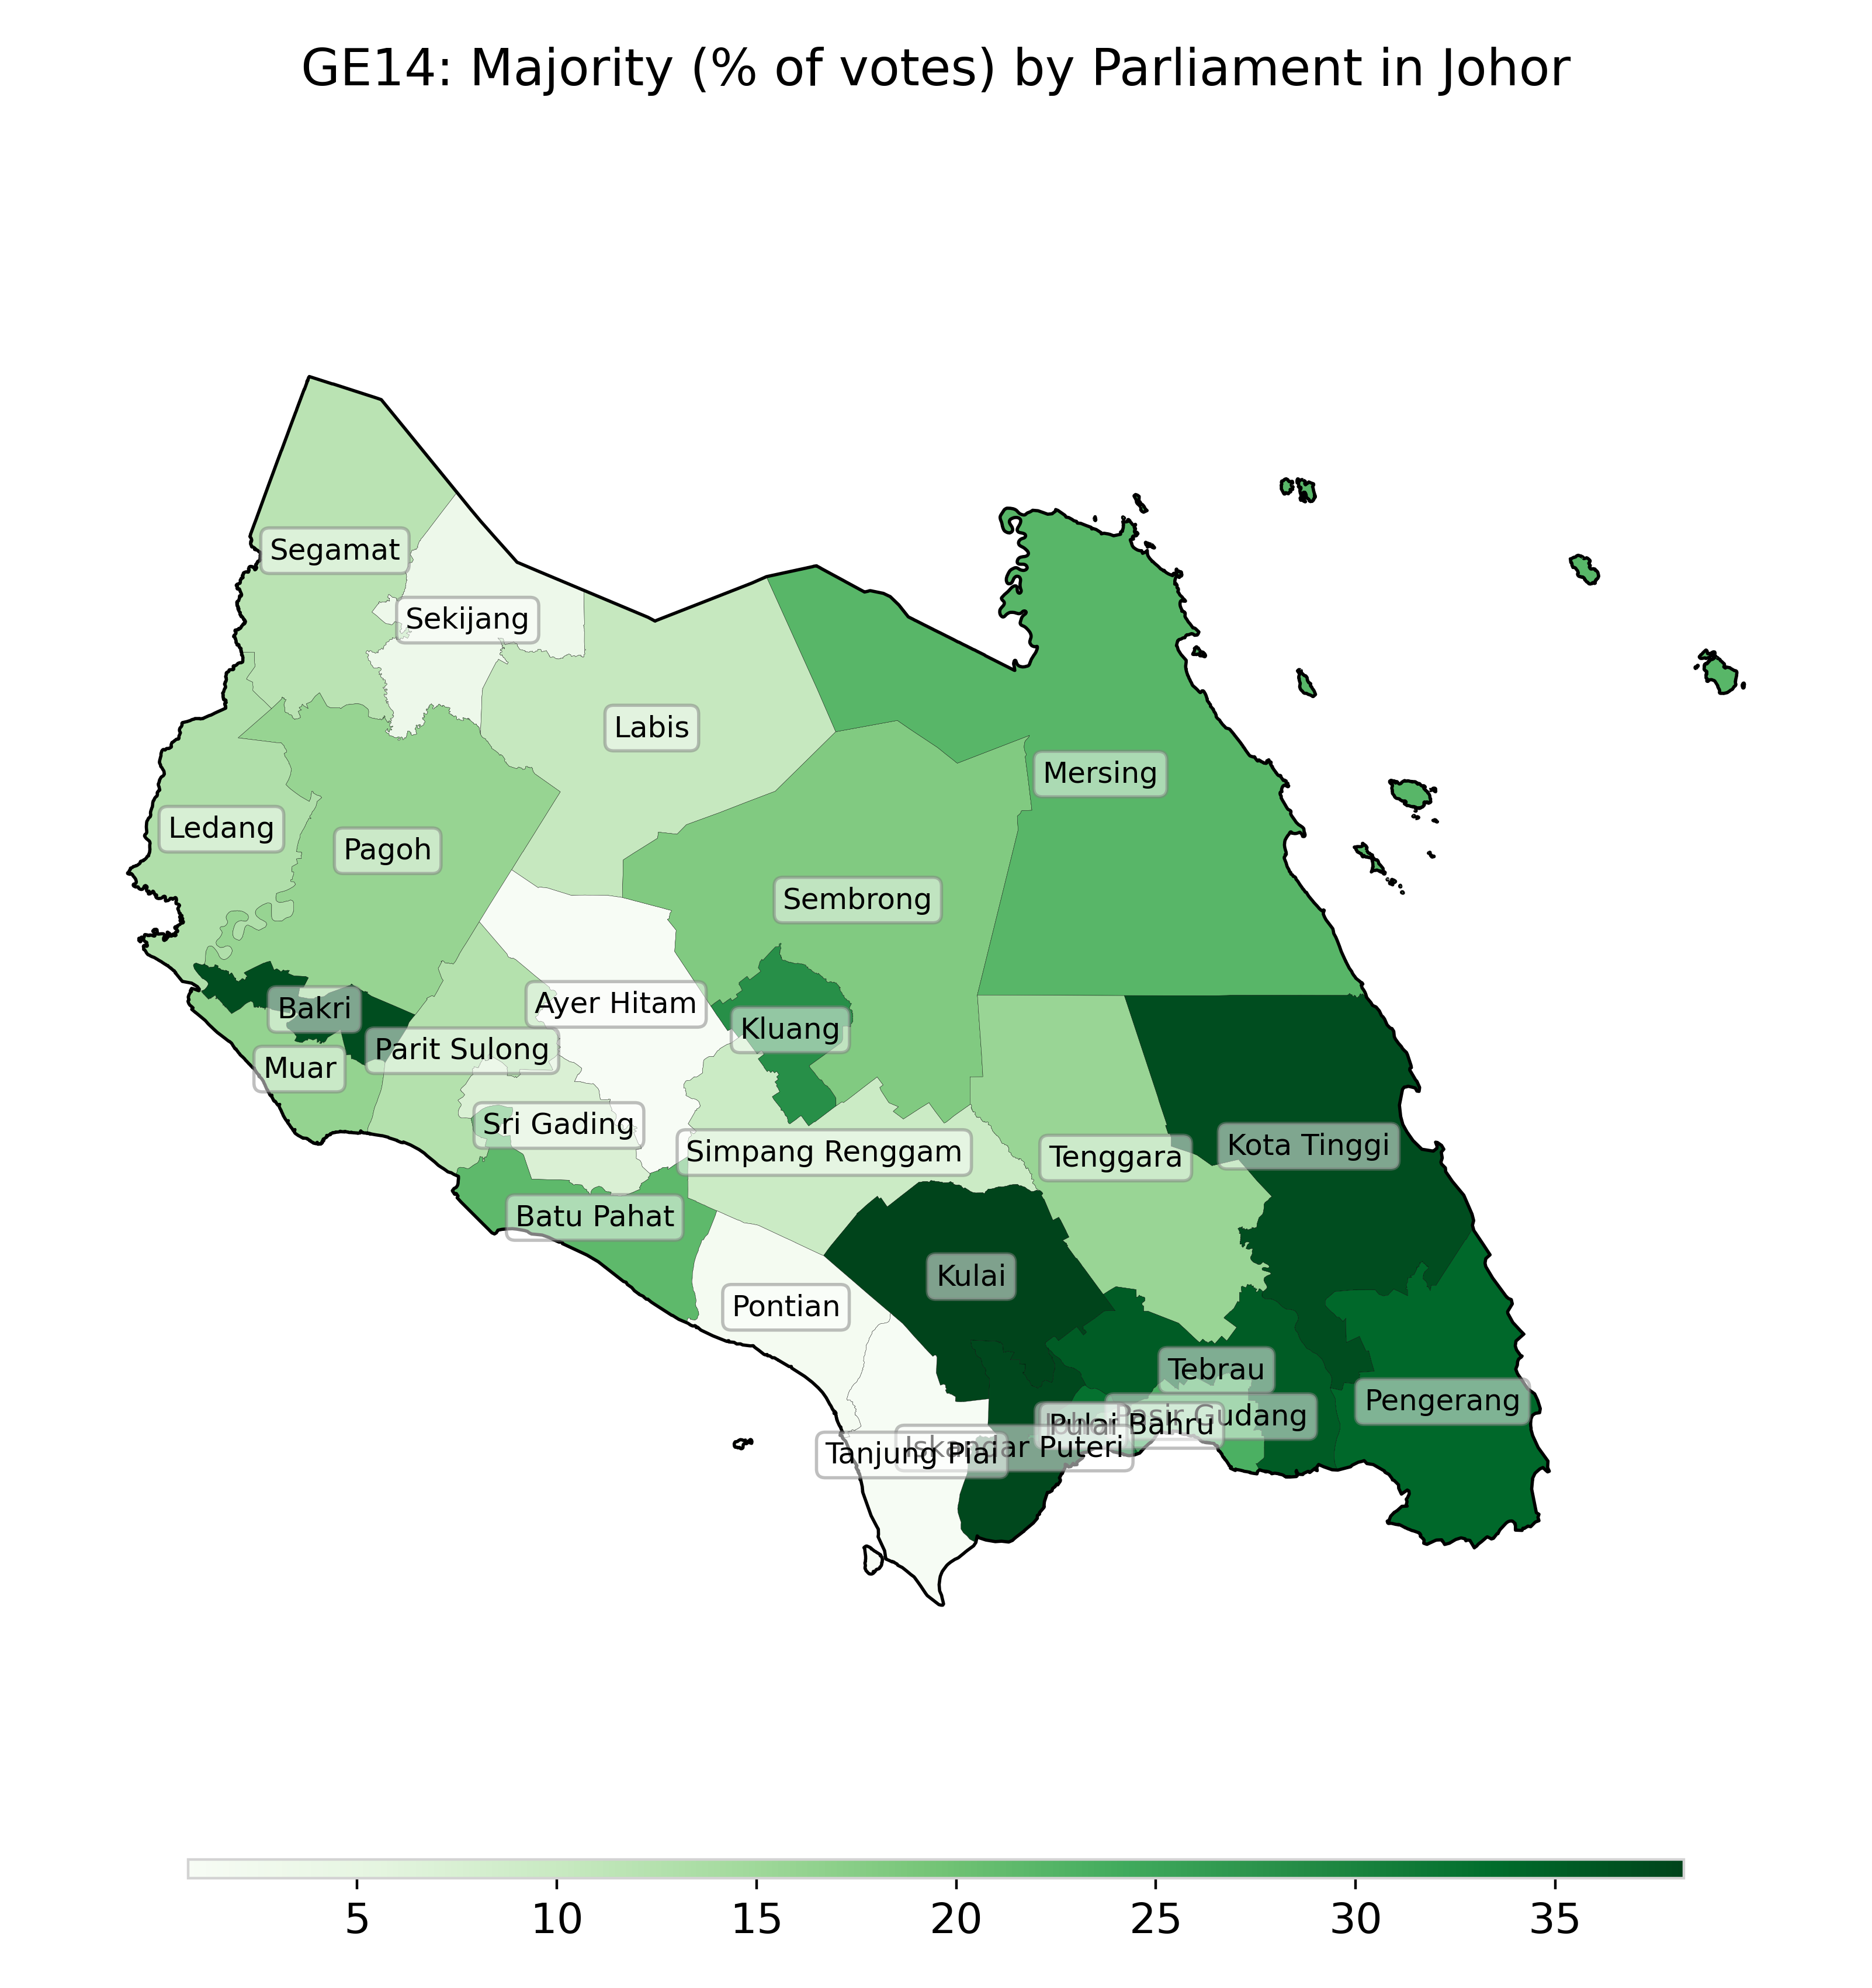 GE14: Majority (% of votes) by Parliament in Johor
Segamat
Sekijang
Labis
Mersing
Ledang
Pagoh
Sembrong
Ayer Hitam
Bakri
Kluang
Parit Sulong
Muar
Sri Gading
Kota Tinggi
Simpang Renggam
Tenggara
Batu Pahat
Kulai
Pontian
Tebrau
Pengerang
Pasir Gudang
Bahru
Pulai
Iskandar Puteri
Tanjung Piai
5 10 15 20 25 30 35